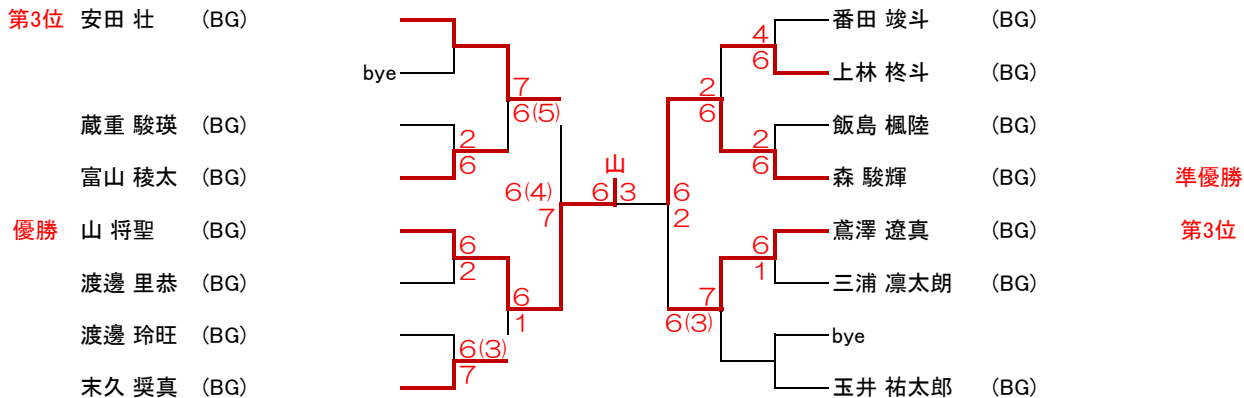 第3位 安田 壮 (BG)
bye
7
6(5)
蔵重 駿瑛 (BG)
2
6
富山 稜太 (BG)
6(4)
7
優勝 山 将聖 (BG)
6
2
渡邊 里恭 (BG)
6
1
渡邊 玲旺 (BG)
6(3)
7
末久 奨真 (BG)
山
6 3
番田 竣斗 (BG)
4
6
上林 柊斗 (BG)
2
6
飯島 楓陸 (BG)
2
6
森 駿輝 (BG) 準優勝
6
2
鳶澤 遼真 (BG) 第3位
6
1
三浦 凛太朗 (BG)
7
6(3)
bye
玉井 祐太郎 (BG)